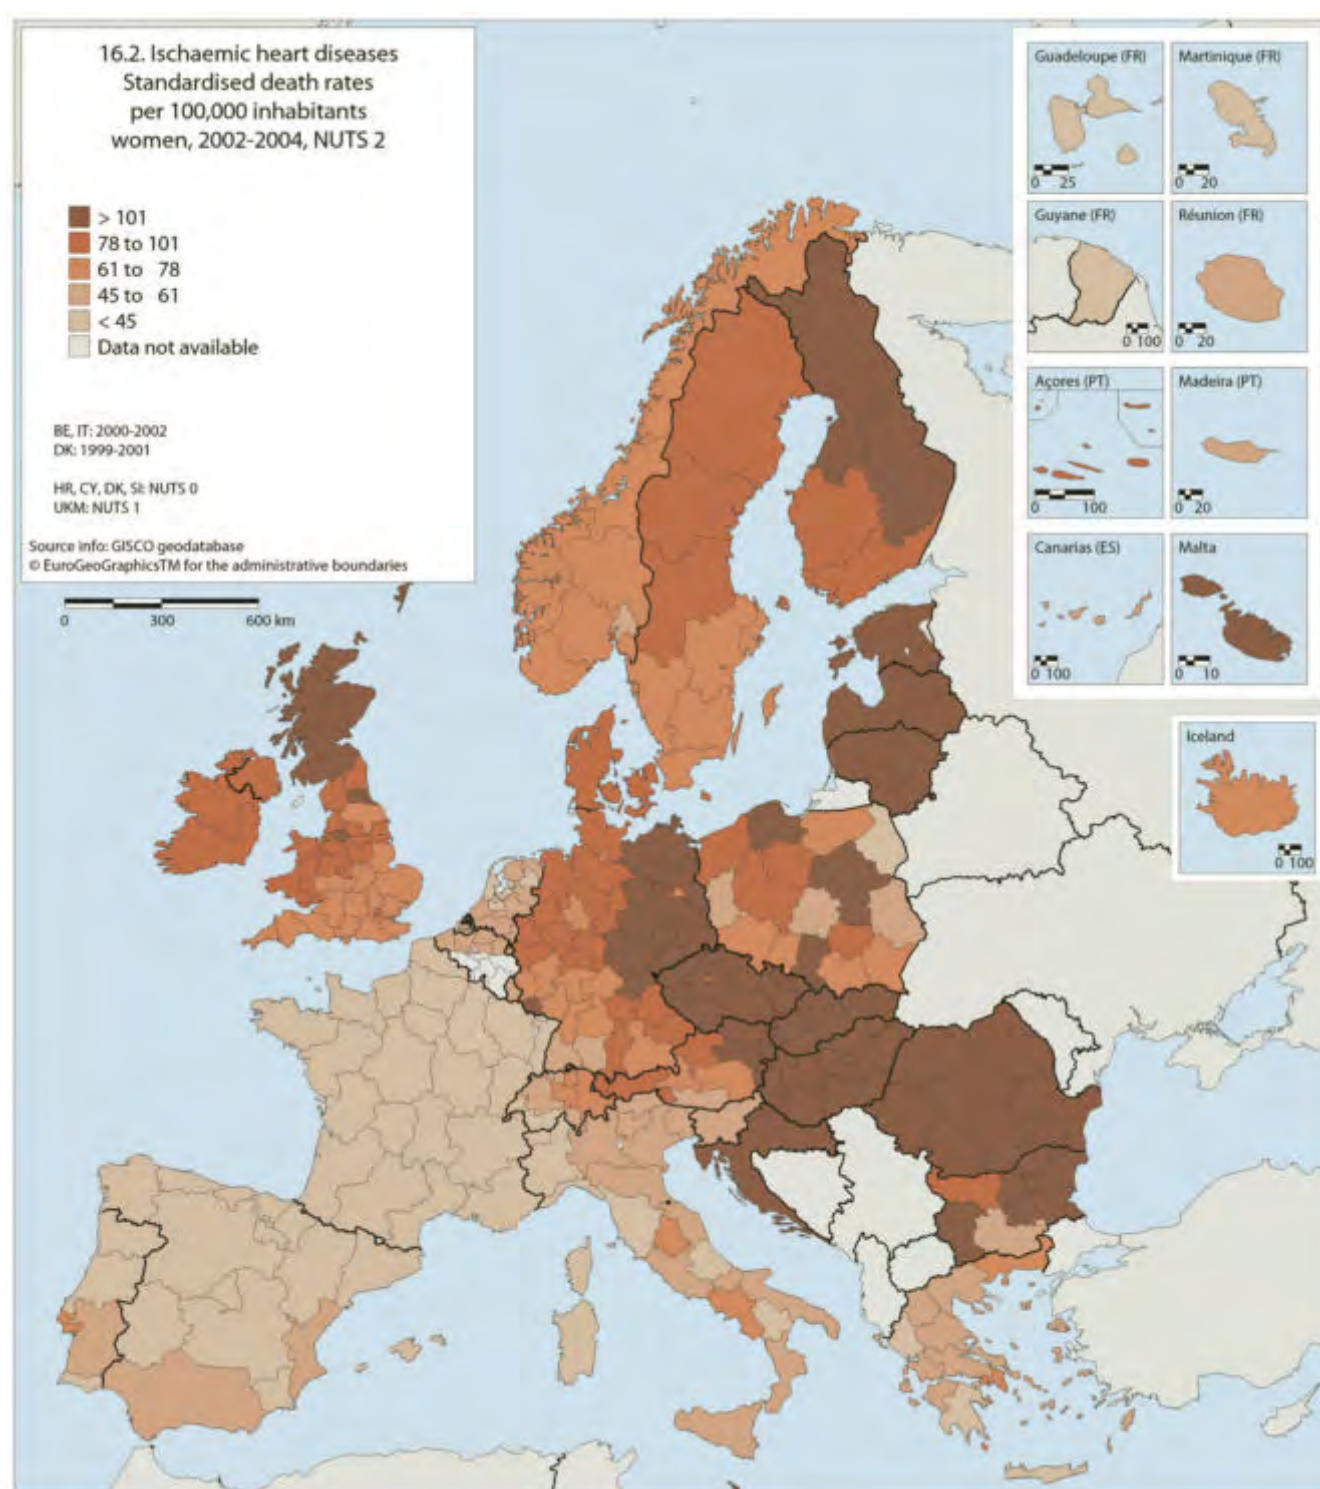 16.2. Ischaemic heart diseases
Standardised death rates
per 100,000 inhabitants
women, 2002-2004, NUTS 2
> 101
78 to 101
61 to 78
45 to 61
< 45
Data not available
BE, IT: 2000-2002
DK: 1999-2001
HR, CY, DK, SI: NUTS 0
UKM: NUTS 1
Source info: GISCO geodatabase
© EuroGeoGraphicsTM for the administrative boundaries
0 300 600 km
Guadeloupe (FR)
0 25
Martinique (FR)
0 20
Guyane (FR)
0 100
Réunion (FR)
0 20
Açores (PT)
0 100
Madeira (PT)
0 20
Canarias (ES)
0 100
Malta
0 10
Iceland
0 100